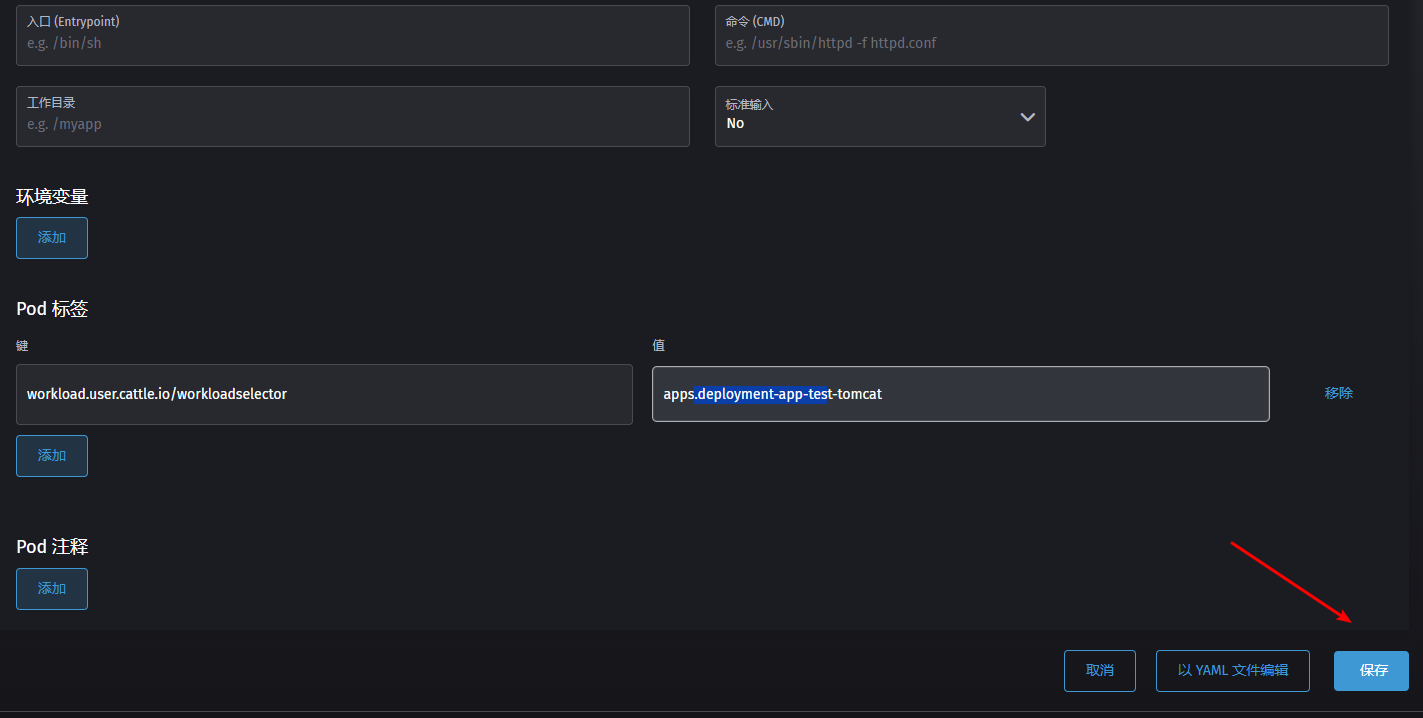 入口 (Entrypoint)
e.g. /bin/sh
命令 (CMD)
e.g. /usr/sbin/httpd -f httpd.conf
工作目录
e.g. /myapp
标准输入
No
环境变量
添加
Pod 标签
键
值
workload.user.cattle.io/workloadselector
apps.deployment-app-test-tomcat
移除
添加
Pod 注释
添加
取消
以 YAML 文件编辑
保存